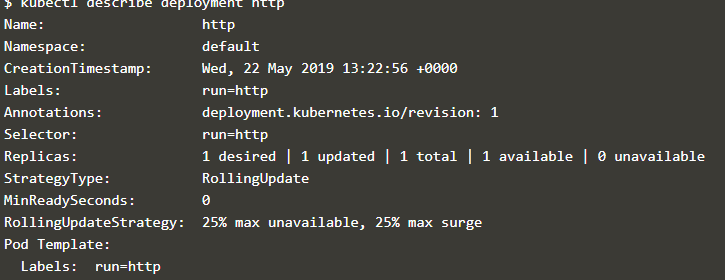 $ kubectl describe deployment http
Name: http
Namespace: default
CreationTimestamp: Wed, 22 May 2019 13:22:56 +0000
Labels: run=http
Annotations: deployment.kubernetes.io/revision: 1
Selector: run=http
Replicas: 1 desired | 1 updated | 1 total | 1 available | 0 unavailable
StrategyType: RollingUpdate
MinReadySeconds: 0
RollingUpdateStrategy: 25% max unavailable, 25% max surge
Pod Template:
Labels: run=http